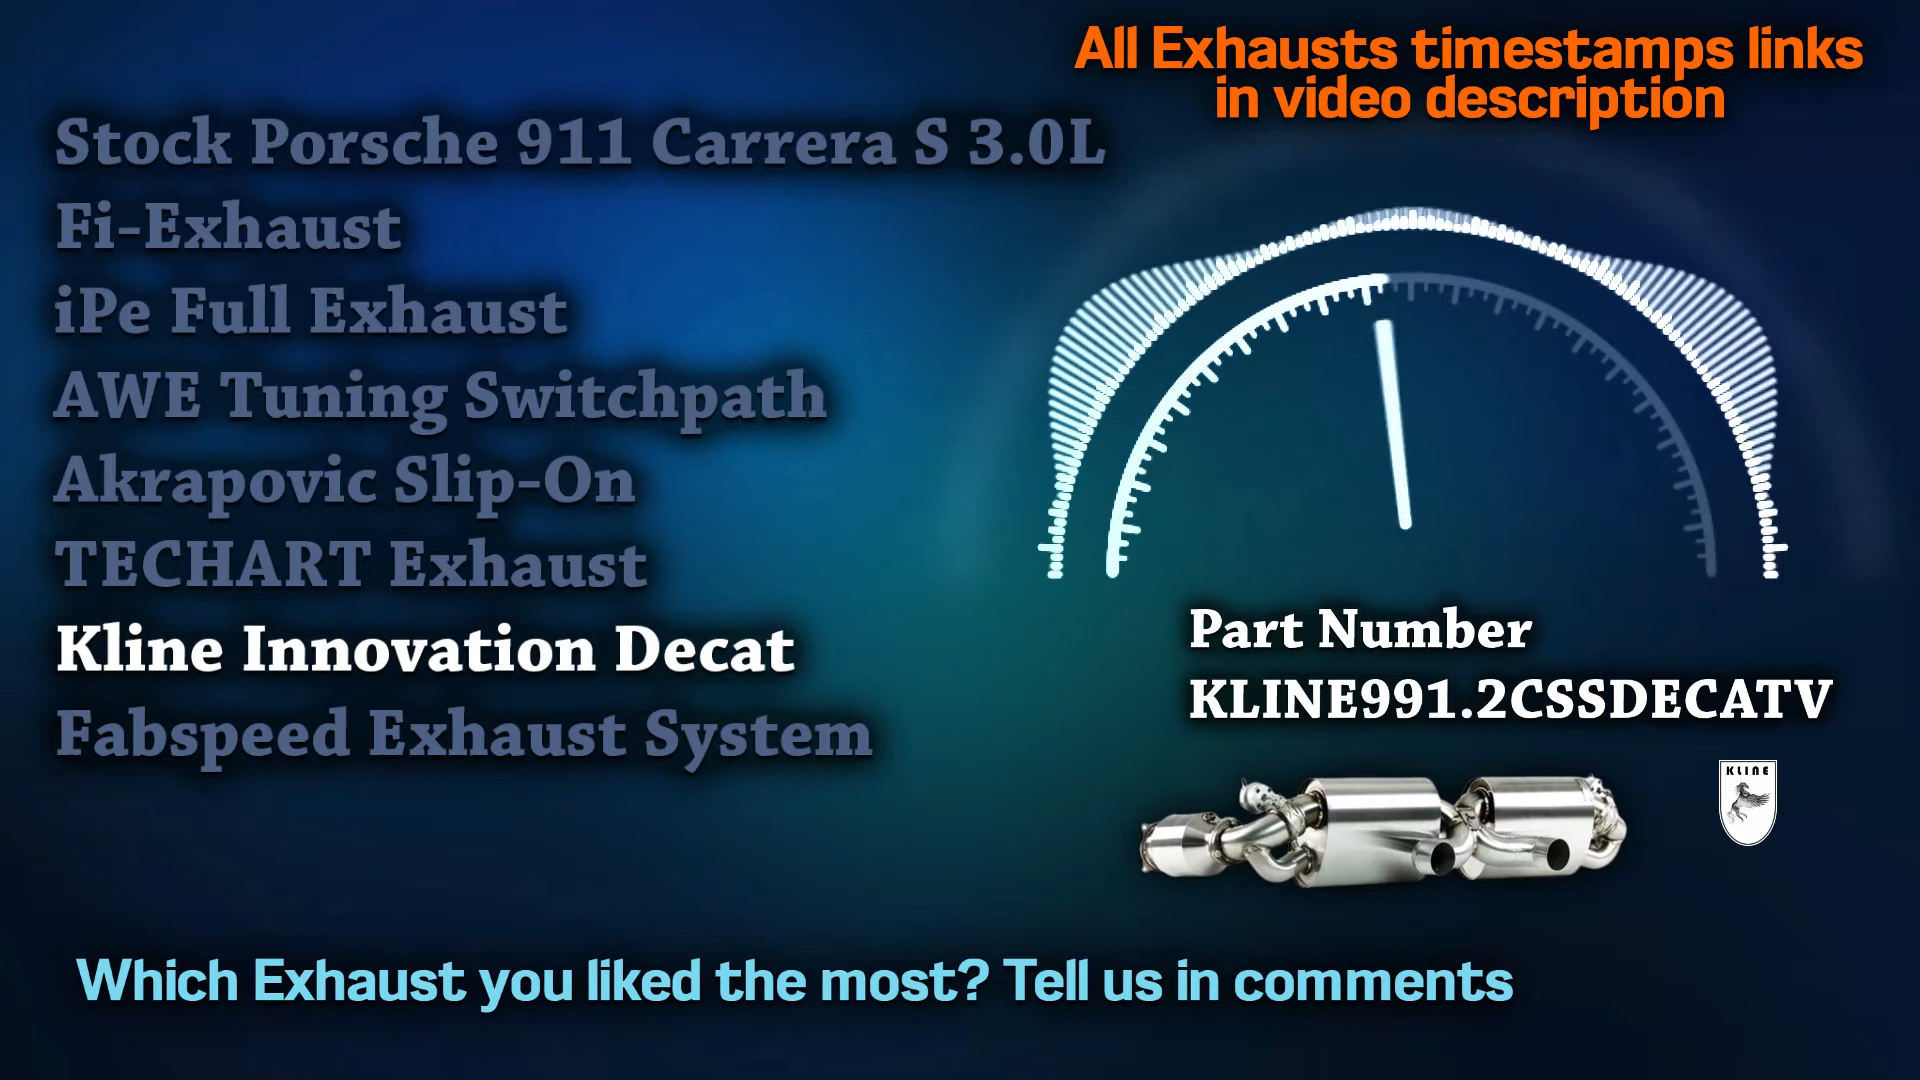 All Exhausts timestamps links
in video description
Stock Porsche 911 Carrera S 3.0L
Fi-Exhaust
iPe Full Exhaust
AWE Tuning Switchpath
Akrapovic Slip-On
TECHART Exhaust
Kline Innovation Decat
Fabspeed Exhaust System
Part Number
KLINE991.2CSSDECATV
KLINE
Which Exhaust you liked the most? Tell us in comments